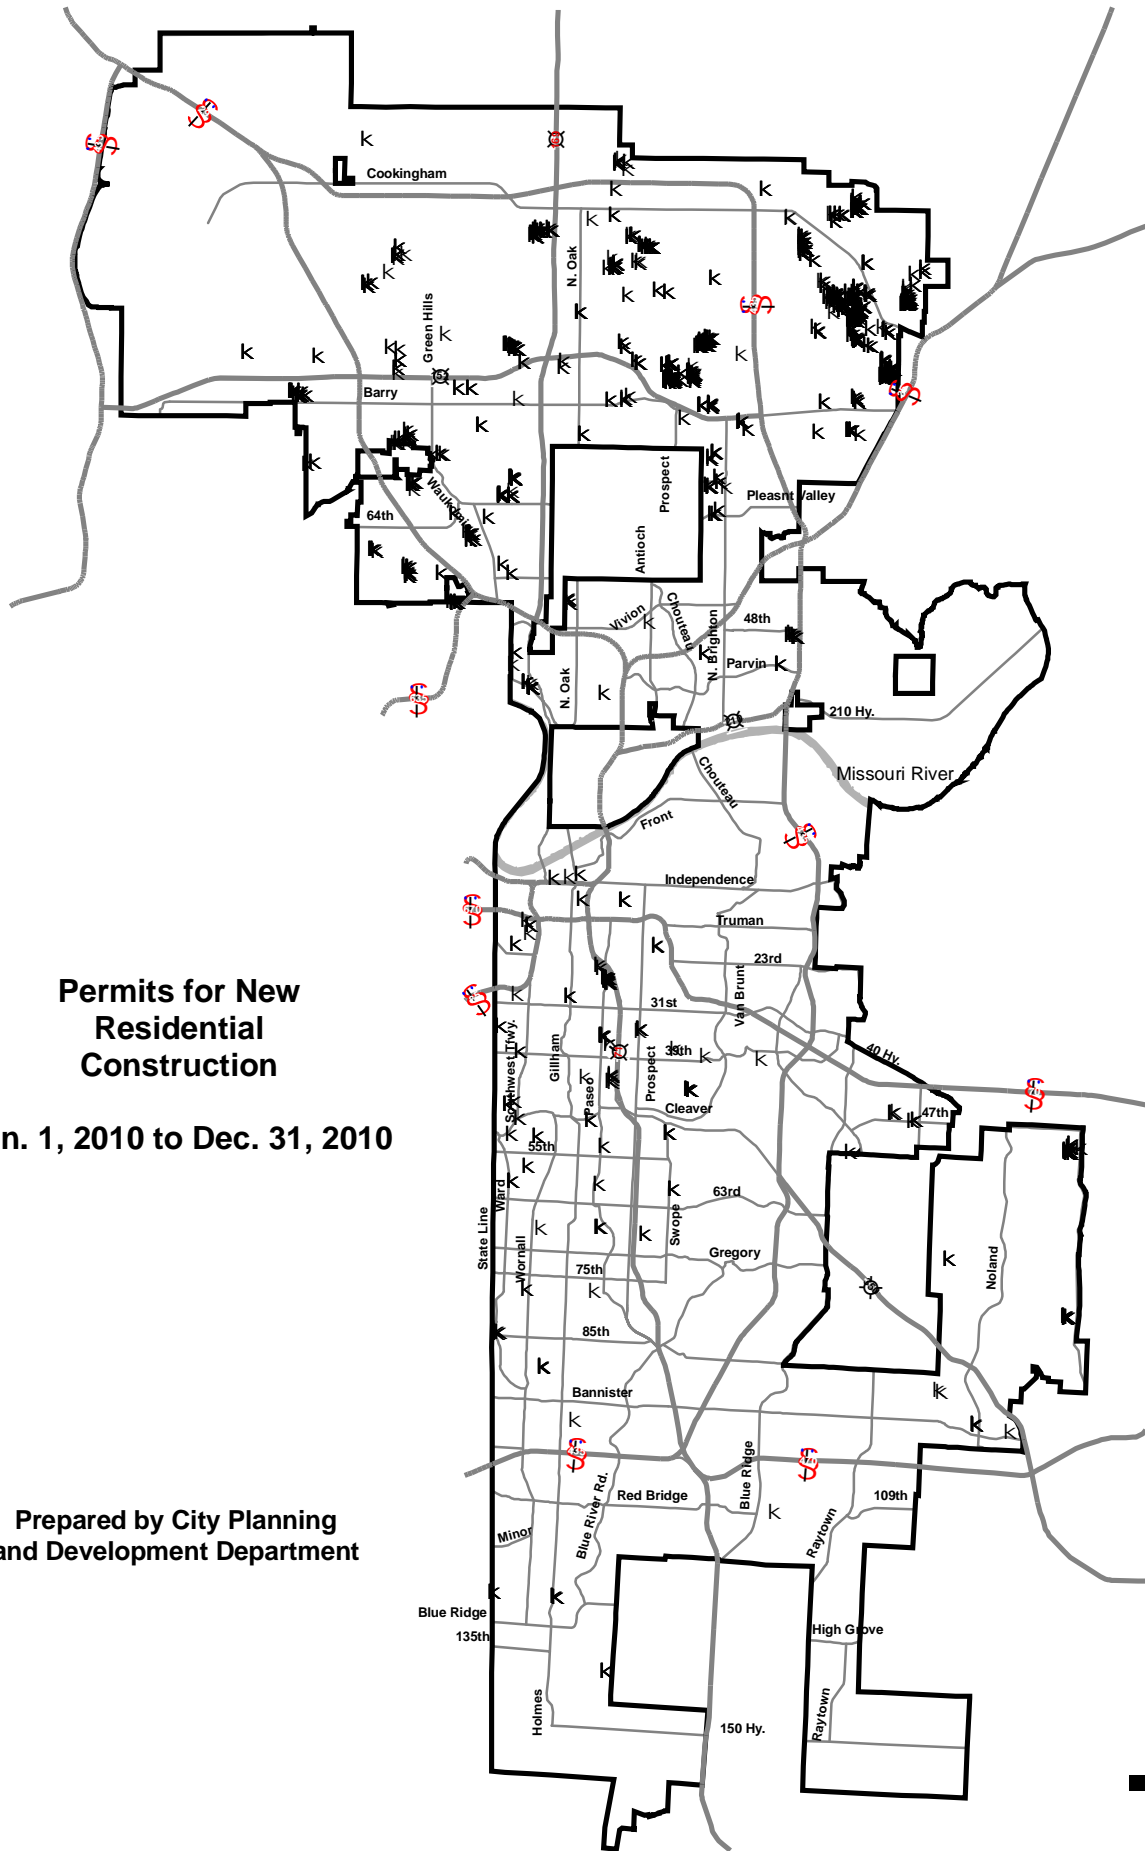 Cookingham
N. Oak
Green Hills
Barry
Prospect
Waukomis
Pleasnt Valley
64th
Antioch
Chouteau
Vivion
48th
N. Brighton
Parvin
N. Oak
210 Hy.
Missouri River
Chouteau
Front
Independence
Truman
23rd
Van Brunt
31st
Southwest Tfwy.
Gillham
39th
40 Hy.
Paseo
Prospect
Cleaver
47th
55th
63rd
Ward
Swope
State Line
Wornall
Gregory
Noland
75th
85th
Bannister
Blue Ridge
Red Bridge
109th
Blue River Rd.
Minor
Raytown
Blue Ridge
135th
High Grove
Holmes
Raytown
150 Hy.
Permits for New
Residential
Construction
n. 1, 2010 to Dec. 31, 2010
Prepared by City Planning
and Development Department